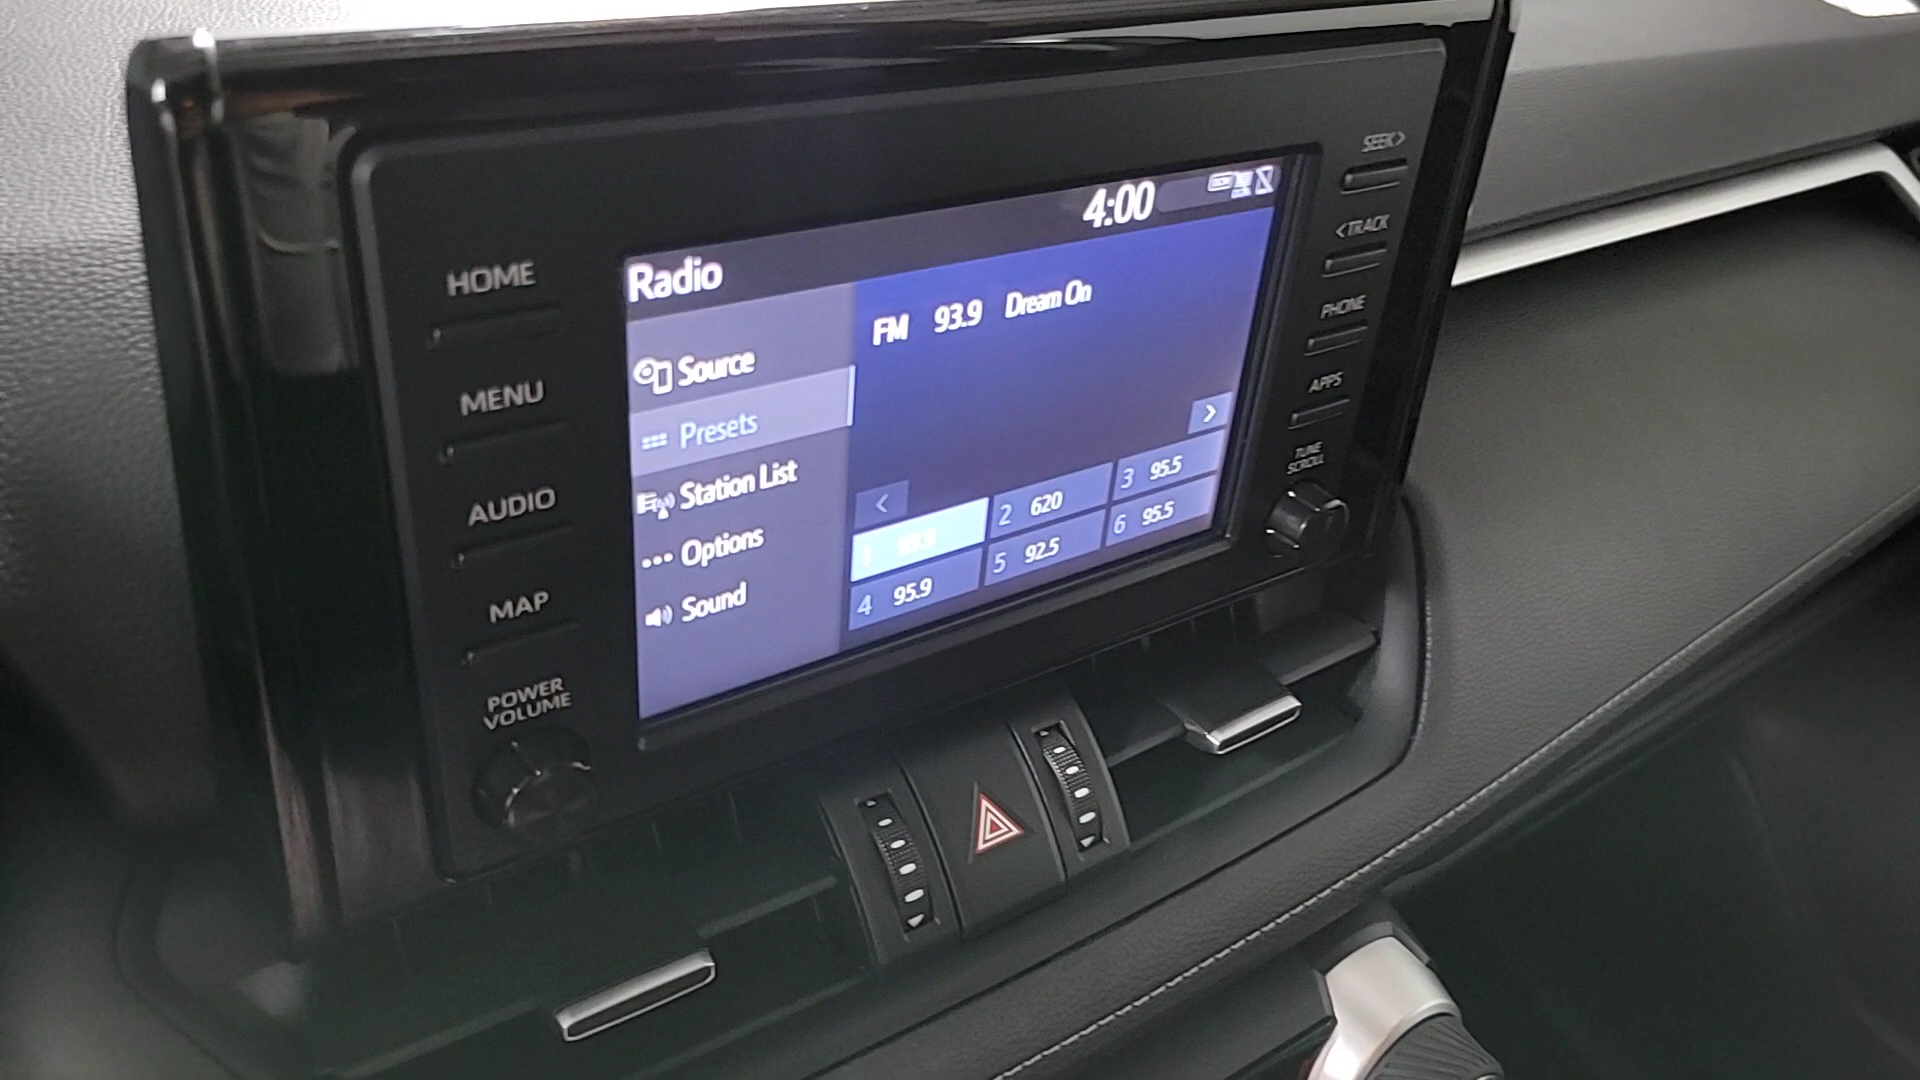 HOME
MENU
AUDIO
MAP
POWER
VOLUME
4:00
Radio
Source
Presets
Station List
Options
Sound
FM 93.9 Dream On
<
>
1 93.9
2 620
3 95.5
4 95.9
5 92.5
6 95.5
SEEK>
<TRACK
PHONE
APPS
TUNE
SCROLL